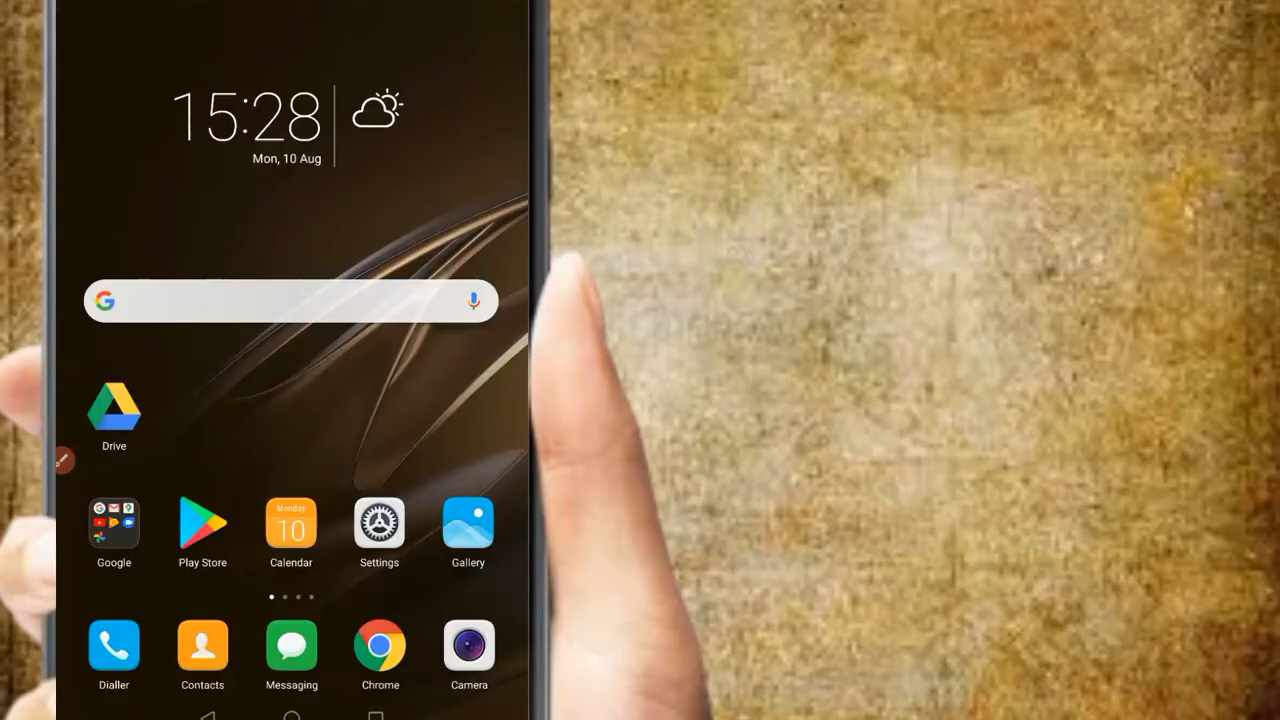 15:28
Mon, 10 Aug
G
Drive
Monday
10
Google Play Store Calendar Settings Gallery
Dialler Contacts Messaging Chrome Camera